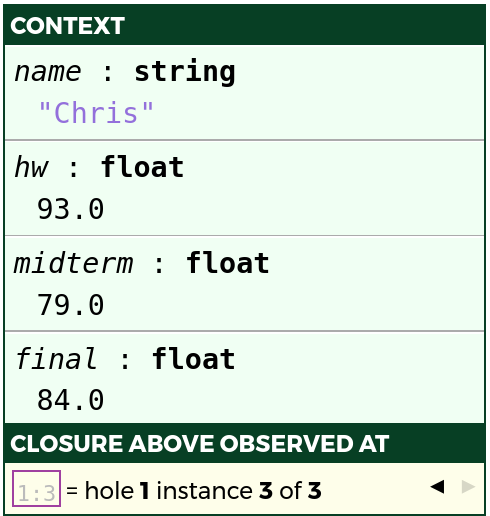 CONTEXT
name : string
"Chris"
hw : float
93.0
midterm : float
79.0
final : float
84.0
CLOSURE ABOVE OBSERVED AT
1:3 = hole 1 instance 3 of 3 ◀ ▶